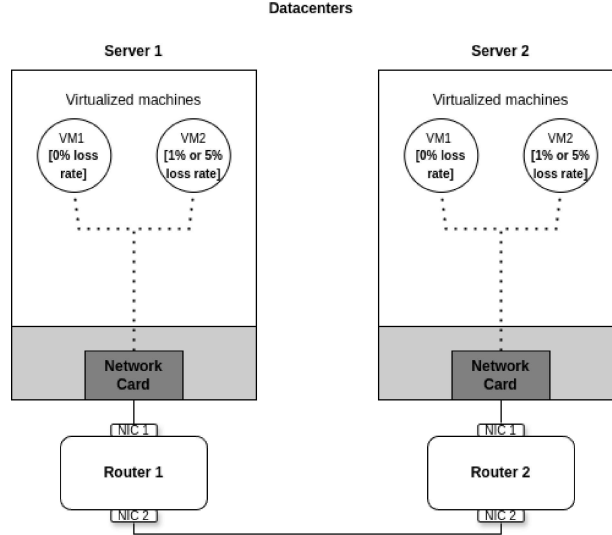 Datacenters
Server 1
Virtualized machines
VM1
[0% loss
rate]
VM2
[1% or 5%
loss rate]
Network
Card
NIC 1
Router 1
NIC 2
Server 2
Virtualized machines
VM1
[0% loss
rate]
VM2
[1% or 5%
loss rate]
Network
Card
NIC 1
Router 2
NIC 2